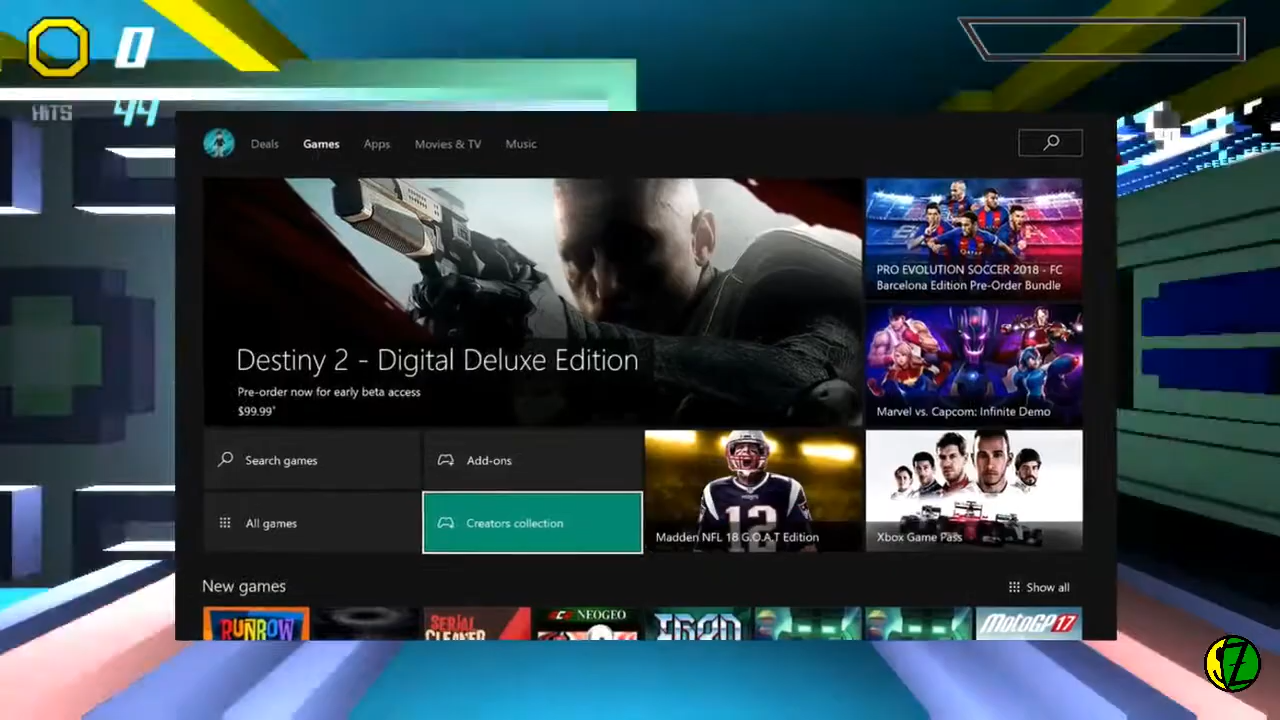 0
HITS 44
Deals Games Apps Movies & TV Music
Destiny 2 - Digital Deluxe Edition
Pre-order now for early beta access
$99.99+
PRO EVOLUTION SOCCER 2018 - FC
Barcelona Edition Pre-Order Bundle
Marvel vs. Capcom: Infinite Demo
Search games
Add-ons
All games
Creators collection
12
Madden NFL 18 G.O.A.T Edition
Xbox Game Pass
New games
Show all
RUNROW
SERIAL
CLEANER
NEOGEO
IRON
MotoGP 17